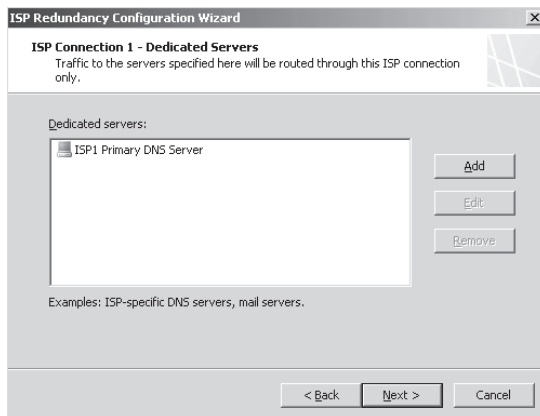 ISP Redundancy Configuration Wizard
ISP Connection 1 - Dedicated Servers
Traffic to the servers specified here will be routed through this ISP connection
only.
Dedicated servers:
ISP1 Primary DNS Server
Add
Edit
Remove
Examples: ISP-specific DNS servers, mail servers.
< Back
Next >
Cancel